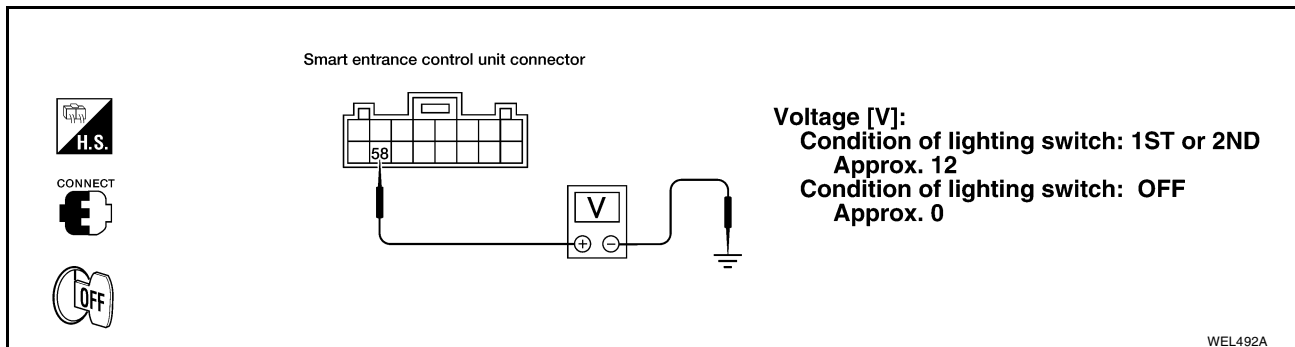 Smart entrance control unit connector
H.S.
CONNECT
OFF
58
V
+ −
Voltage [V]:
Condition of lighting switch: 1ST or 2ND
Approx. 12
Condition of lighting switch: OFF
Approx. 0
WEL492A